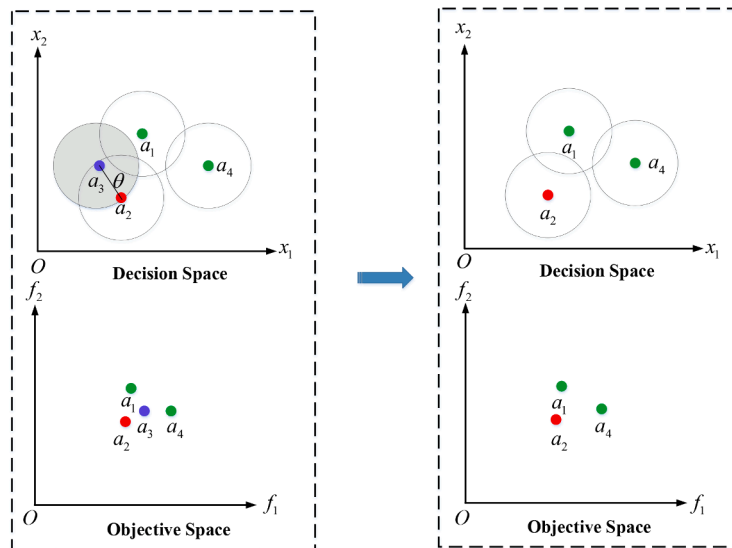 x2
a1
a3
θ
a2
a4
O
x1
Decision Space
f2
a1
a2
a3
a4
O
f1
Objective Space
x2
a1
a4
a2
O
x1
Decision Space
f2
a1
a2
a4
O
f1
Objective Space